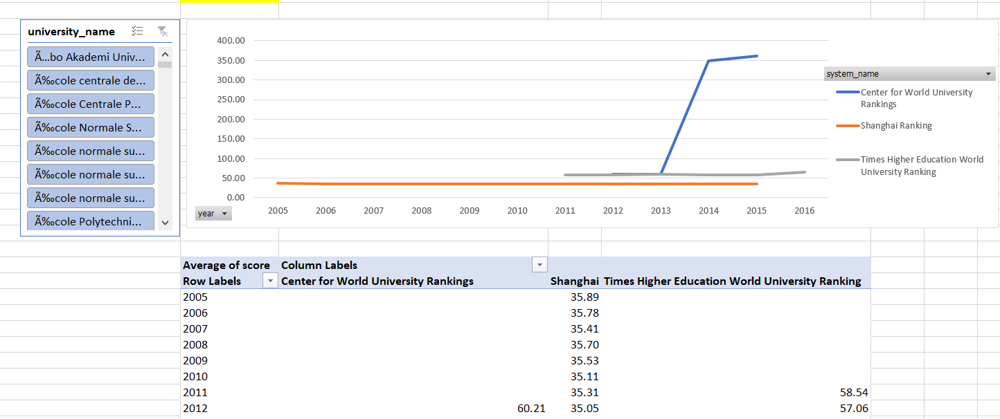 university_name
Ã…bo Akademi Univ...
Ã‰cole centrale de...
Ã‰cole Centrale P...
Ã‰cole Normale S...
Ã‰cole normale su...
Ã‰cole normale su...
Ã‰cole normale su...
Ã‰cole Polytechni...
400.00
350.00
300.00
250.00
200.00
150.00
100.00
50.00
0.00
2005 2006 2007 2008 2009 2010 2011 2012 2013 2014 2015 2016
year
system_name
Center for World University
Rankings
Shanghai Ranking
Times Higher Education World
University Ranking
Average of score Column Labels
Row Labels Center for World University Rankings Shanghai Times Higher Education World University Ranking
2005 35.89
2006 35.78
2007 35.41
2008 35.70
2009 35.53
2010 35.11
2011 35.31 58.54
2012 60.21 35.05 57.06